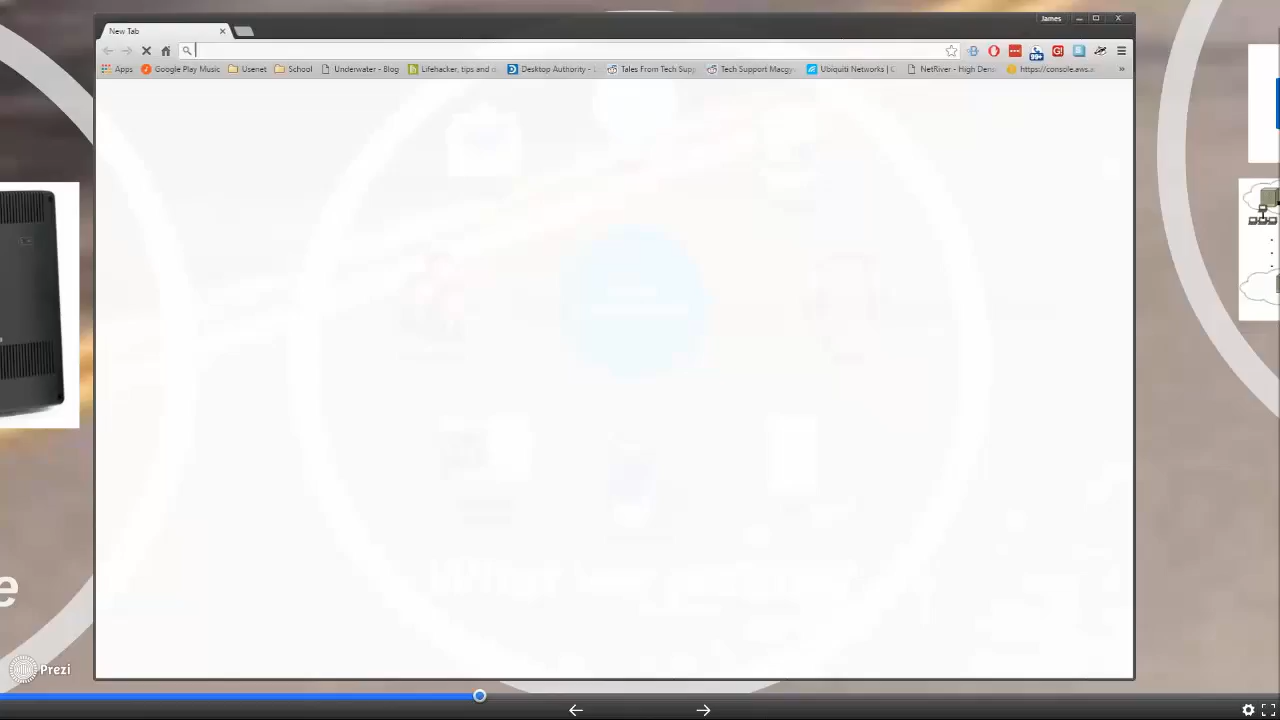 James
New Tab
Apps Google Play Music Usenet School Underwater - Blog Lifehacker, tips and Desktop Authority - Tales From Tech Supp Tech Support Macgy Ubiquiti Networks | NetRiver - High Dens https://console.aws.a »
99+
e
Prezi